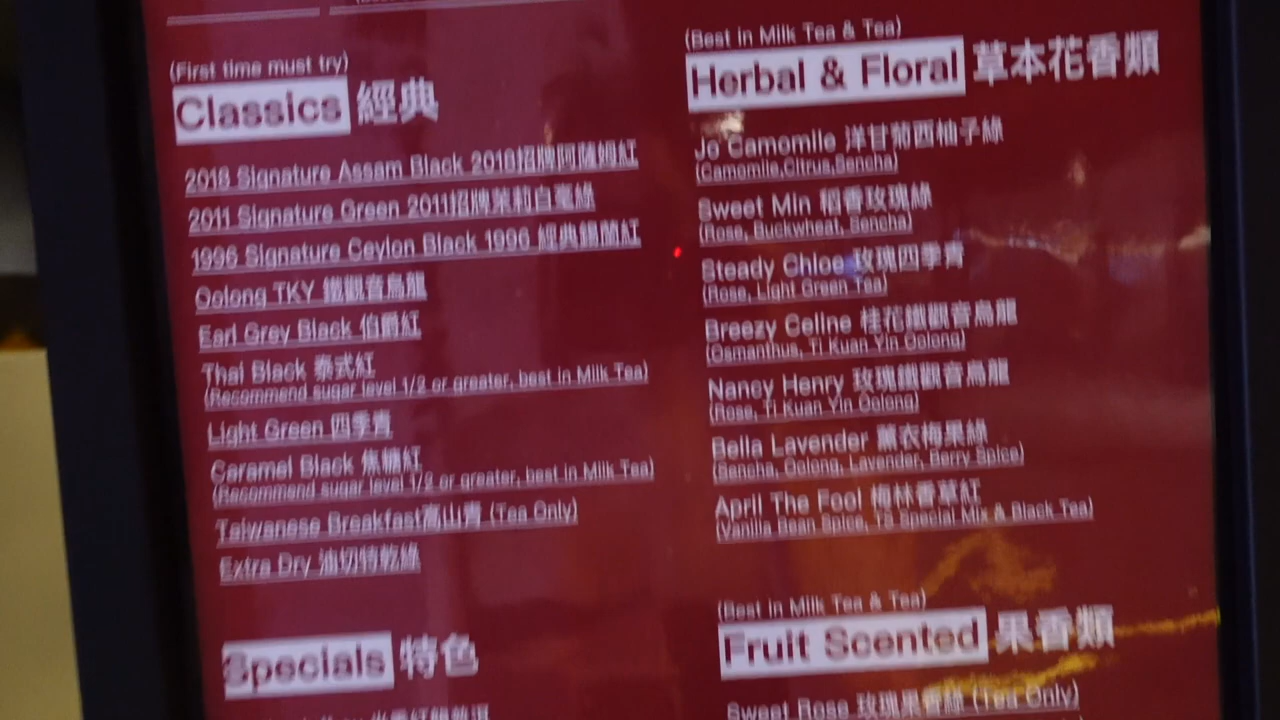 (First time must try)
Classics 經典
2018 Signature Assam Black 2018招牌阿薩姆紅
2011 Signature Green 2011招牌茉莉白毫綠
1996 Signature Ceylon Black 1996 經典錫蘭紅
Oolong TKY 鐵觀音烏龍
Earl Grey Black 伯爵紅
Thai Black 泰式紅
(Recommend sugar level 1/2 or greater, best in Milk Tea)
Light Green 四季青
Caramel Black 焦糖紅
(Recommend sugar level 1/2 or greater, best in Milk Tea)
Taiwanese Breakfast高山青 (Tea Only)
Extra Dry 油切特乾綠
Specials 特色
(Best in Milk Tea & Tea)
Herbal & Floral 草本花香類
Jo Camomile 洋甘菊西柚子綠
(Camomile,Citrus,Sencha)
Sweet Min 稻香玫瑰綠
(Rose, Buckwheat, Sencha)
Steady Chloe 玫瑰四季青
(Rose, Light Green Tea)
Breezy Celine 桂花鐵觀音烏龍
(Osmanthus, Ti Kuan Yin Oolong)
Nancy Henry 玫瑰鐵觀音烏龍
(Rose, Ti Kuan Yin Oolong)
Bella Lavender 薰衣梅果綠
(Sencha, Oolong, Lavender, Berry Spice)
April The Fool 梅林香草紅
(Vanilla Bean Spice, TS Special Mix & Black Tea)
(Best in Milk Tea & Tea)
Fruit Scented 果香類
Sweet Rose 玫瑰果香綠 (Tea Only)